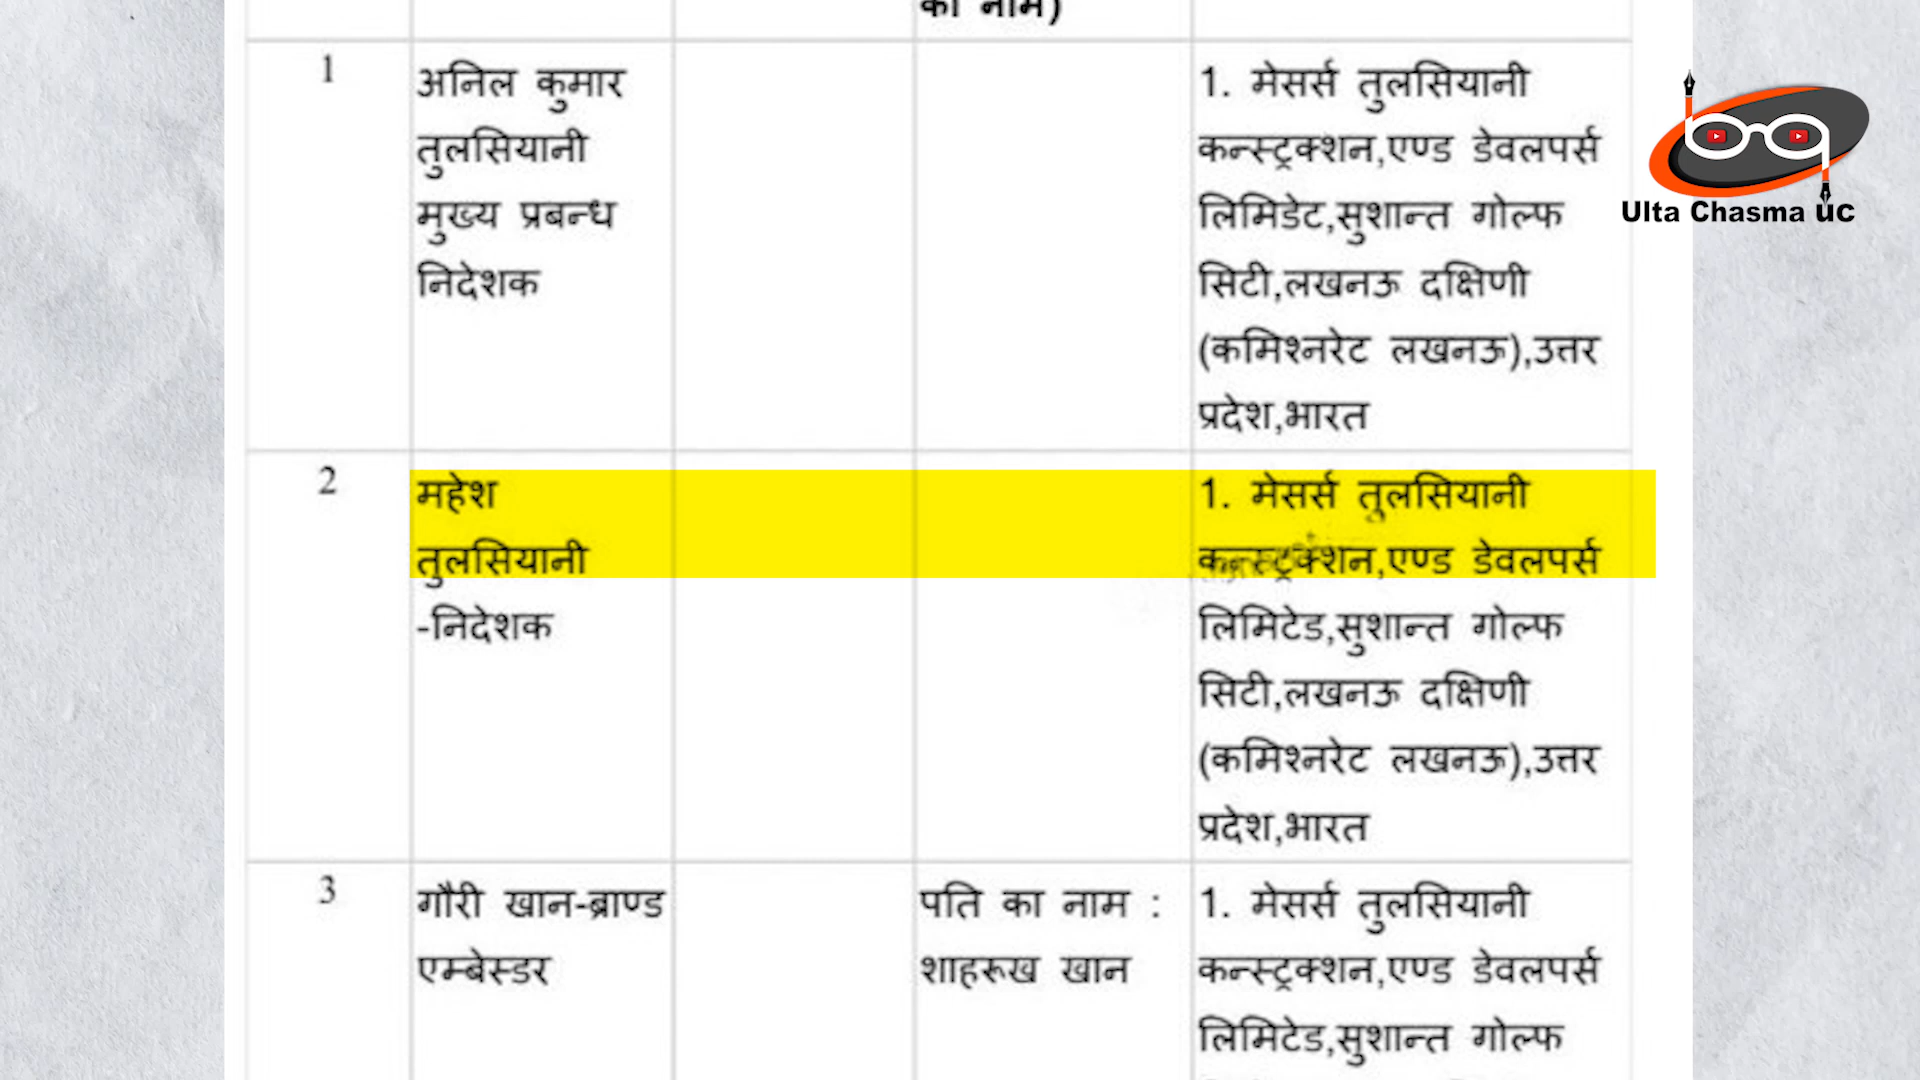 का नाम)
1
अनिल कुमार
तुलसियानी
मुख्य प्रबन्ध
निदेशक
1. मेसर्स तुलसियानी
कन्स्ट्रक्शन,एण्ड डेवलपर्स
लिमिडेट,सुशान्त गोल्फ
सिटी,लखनऊ दक्षिणी
(कमिश्नरेट लखनऊ),उत्तर
प्रदेश,भारत
2
महेश
तुलसियानी
-निदेशक
1. मेसर्स तुलसियानी
कन्स्ट्रक्शन,एण्ड डेवलपर्स
लिमिटेड,सुशान्त गोल्फ
सिटी,लखनऊ दक्षिणी
(कमिश्नरेट लखनऊ),उत्तर
प्रदेश,भारत
3
गौरी खान-ब्राण्ड
एम्बेस्डर
पति का नाम :
शाहरूख खान
1. मेसर्स तुलसियानी
कन्स्ट्रक्शन,एण्ड डेवलपर्स
लिमिटेड,सुशान्त गोल्फ
Ulta Chasma uc